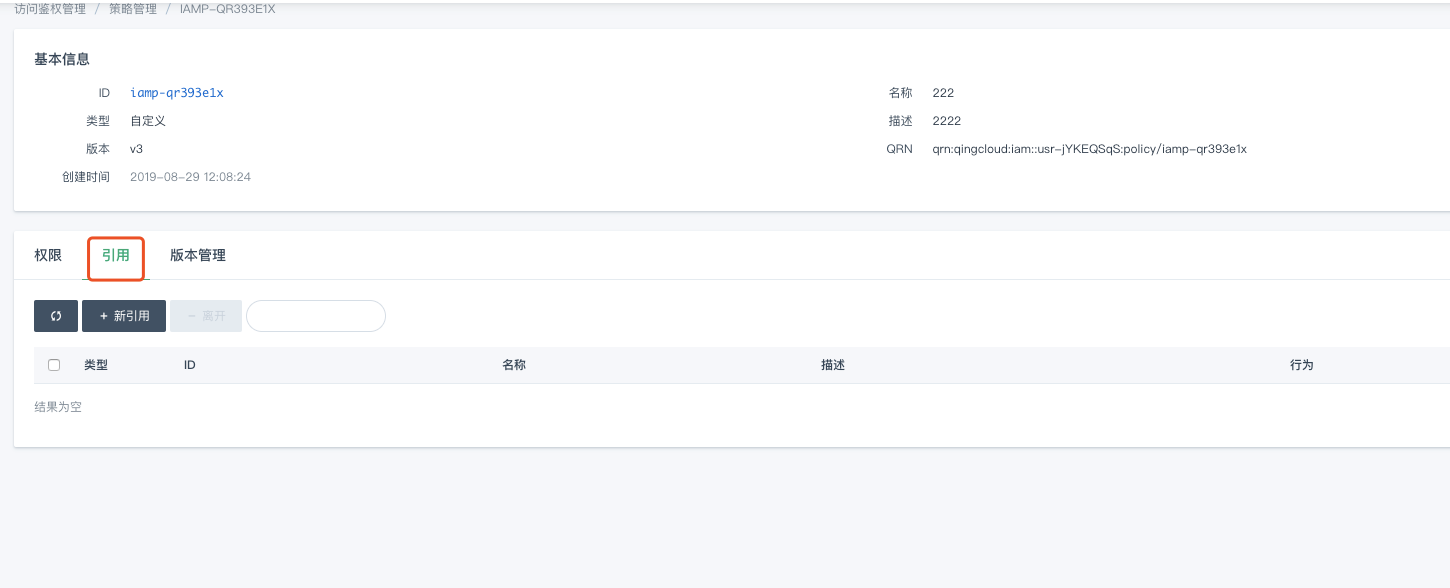 访问鉴权管理 / 策略管理 / IAMP-QR393E1X
基本信息
ID iamp-qr393e1x 名称 222
类型 自定义 描述 2222
版本 v3 QRN qrn:qingcloud:iam::usr-jYKEQSqS:policy/iamp-qr393e1x
创建时间 2019-08-29 12:08:24
权限 引用 版本管理
+ 新引用 - 离开
类型 ID 名称 描述 行为
结果为空